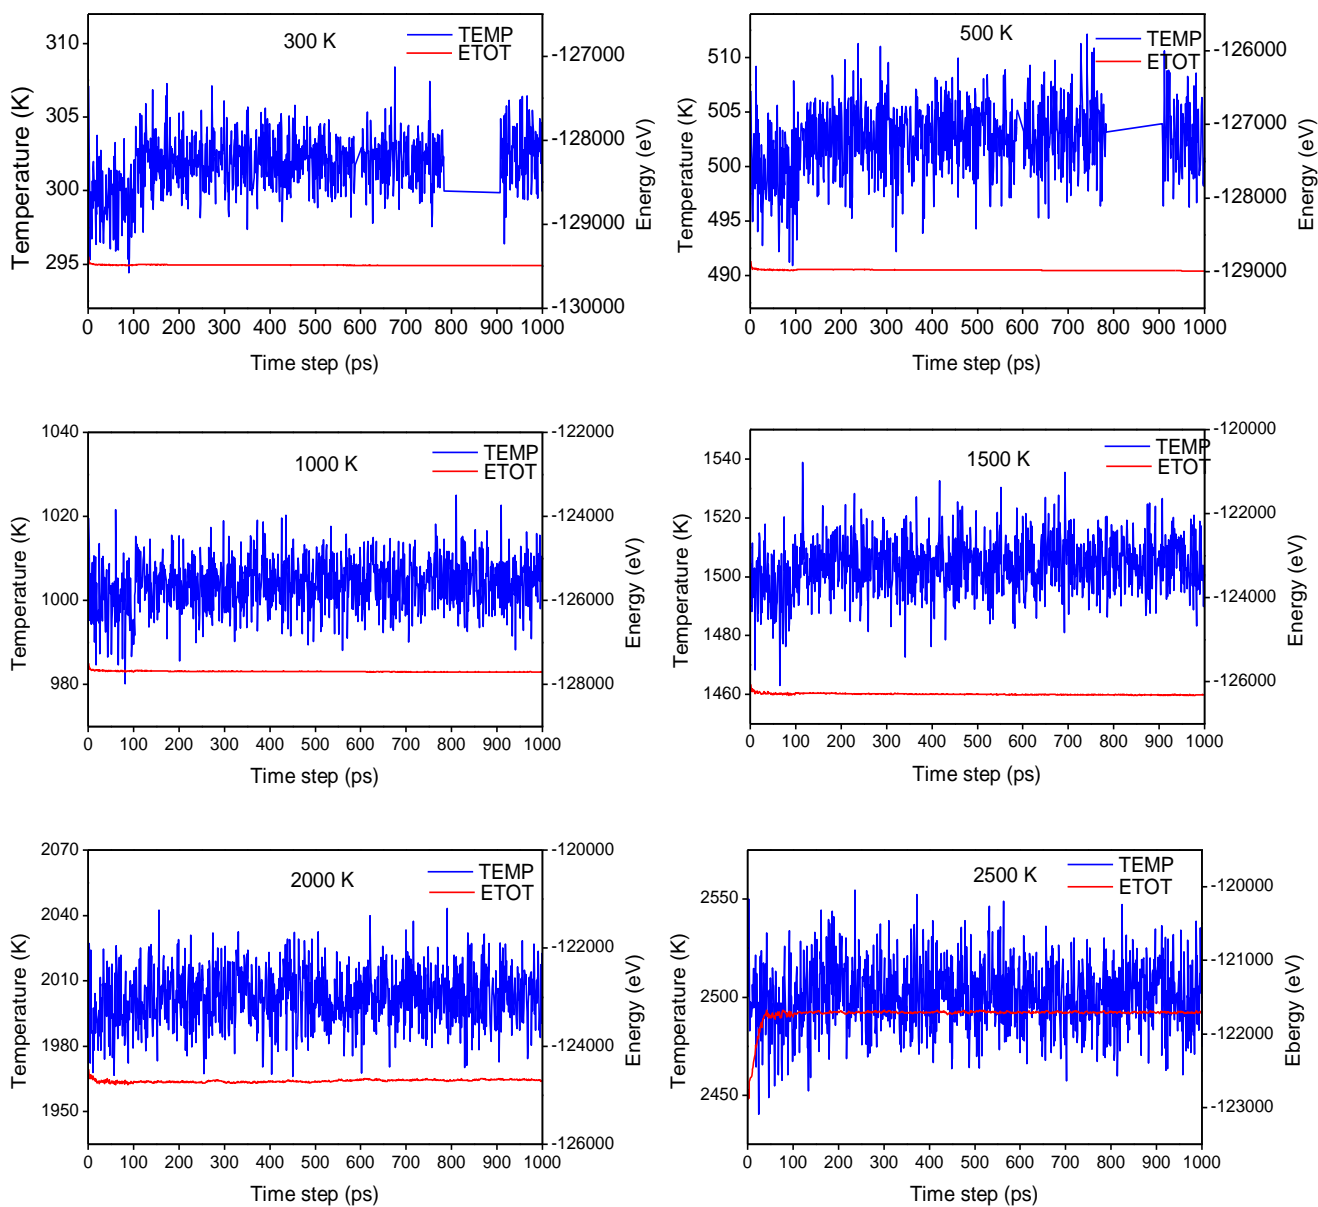 300 K
TEMP
ETOT
310
305
300
295
Temperature (K)
-127000
-128000
-129000
-130000
Energy (eV)
0 100 200 300 400 500 600 700 800 900 1000
Time step (ps)
500 K
TEMP
ETOT
510
505
500
495
490
Temperature (K)
-126000
-127000
-128000
-129000
Energy (eV)
0 100 200 300 400 500 600 700 800 900 1000
Time step (ps)
1000 K
TEMP
ETOT
1040
1020
1000
980
Temperature (K)
-122000
-124000
-126000
-128000
Energy (eV)
0 100 200 300 400 500 600 700 800 900 1000
Time step (ps)
1500 K
TEMP
ETOT
1540
1520
1500
1480
1460
Temperature (K)
-120000
-122000
-124000
-126000
Energy (eV)
0 100 200 300 400 500 600 700 800 900 1000
Time step (ps)
2000 K
TEMP
ETOT
2070
2040
2010
1980
1950
Temperature (K)
-120000
-122000
-124000
-126000
Energy (eV)
0 100 200 300 400 500 600 700 800 900 1000
Time step (ps)
2500 K
TEMP
ETOT
2550
2500
2450
Temperature (K)
-120000
-121000
-122000
-123000
Ebergy (eV)
0 100 200 300 400 500 600 700 800 900 1000
Time step (ps)